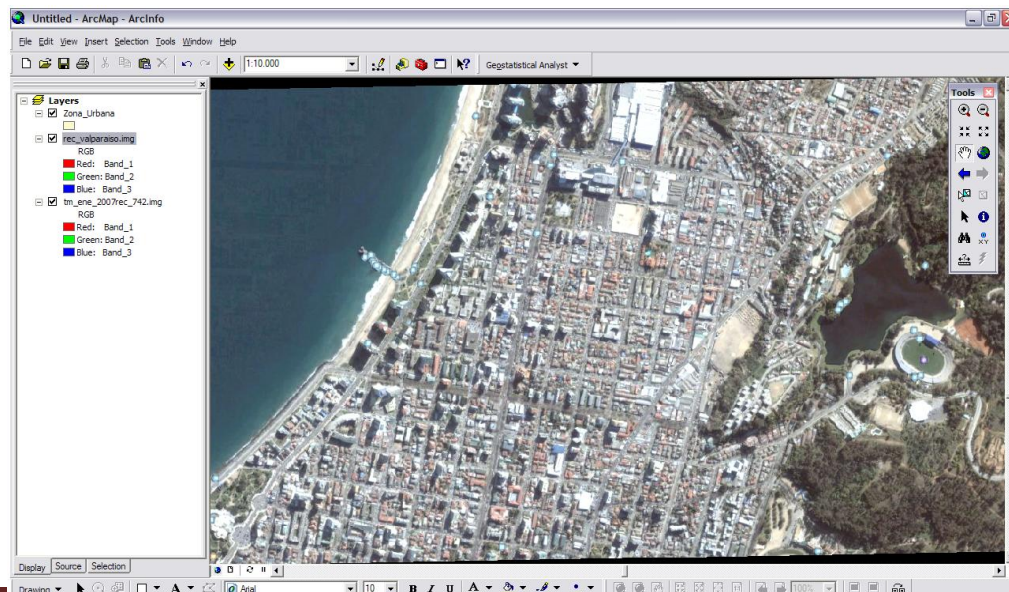 Untitled - ArcMap - ArcInfo
File Edit View Insert Selection Tools Window Help
1:10.000 Geostatistical Analyst
Layers
Zona_Urbana
rec_valparaiso.img
RGB
Red: Band_1
Green: Band_2
Blue: Band_3
tm_ene_2007rec_742.img
RGB
Red: Band_1
Green: Band_2
Blue: Band_3
Tools
XY
Display Source Selection
Drawing A Arial 10 B I U A 100%